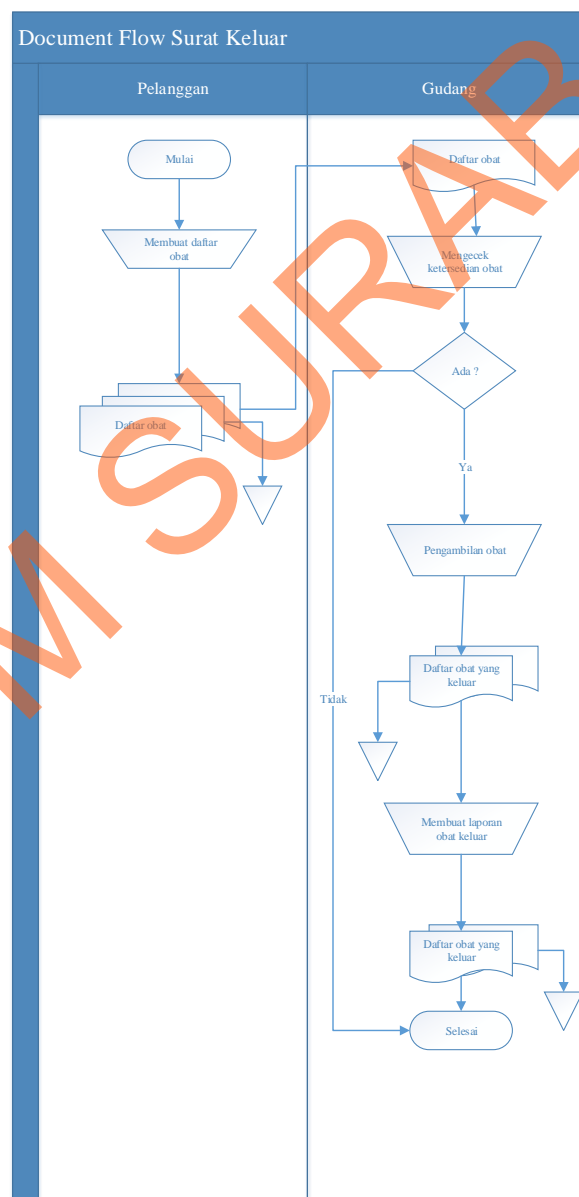 Document Flow Surat Keluar
Pelanggan
Gudang
Mulai
Membuat daftar
obat
Daftar obat
Daftar obat
Mengecek
ketersedian obat
Ada ?
Ya
Pengambilan obat
Daftar obat yang
keluar
Tidak
Membuat laporan
obat keluar
Daftar obat yang
keluar
Selesai
M SURAB